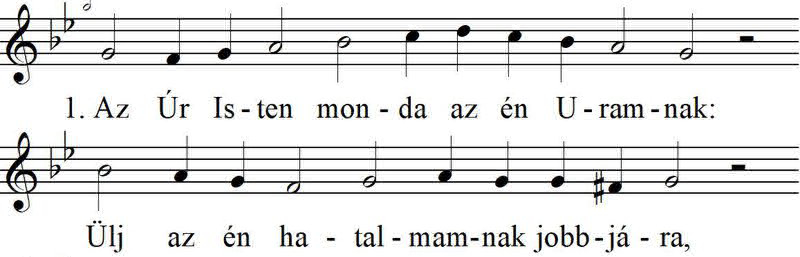 1. Az Úr Is-ten mon-da az én U-ram-nak:
Ülj az én ha-tal-mam-nak jobb-já-ra,